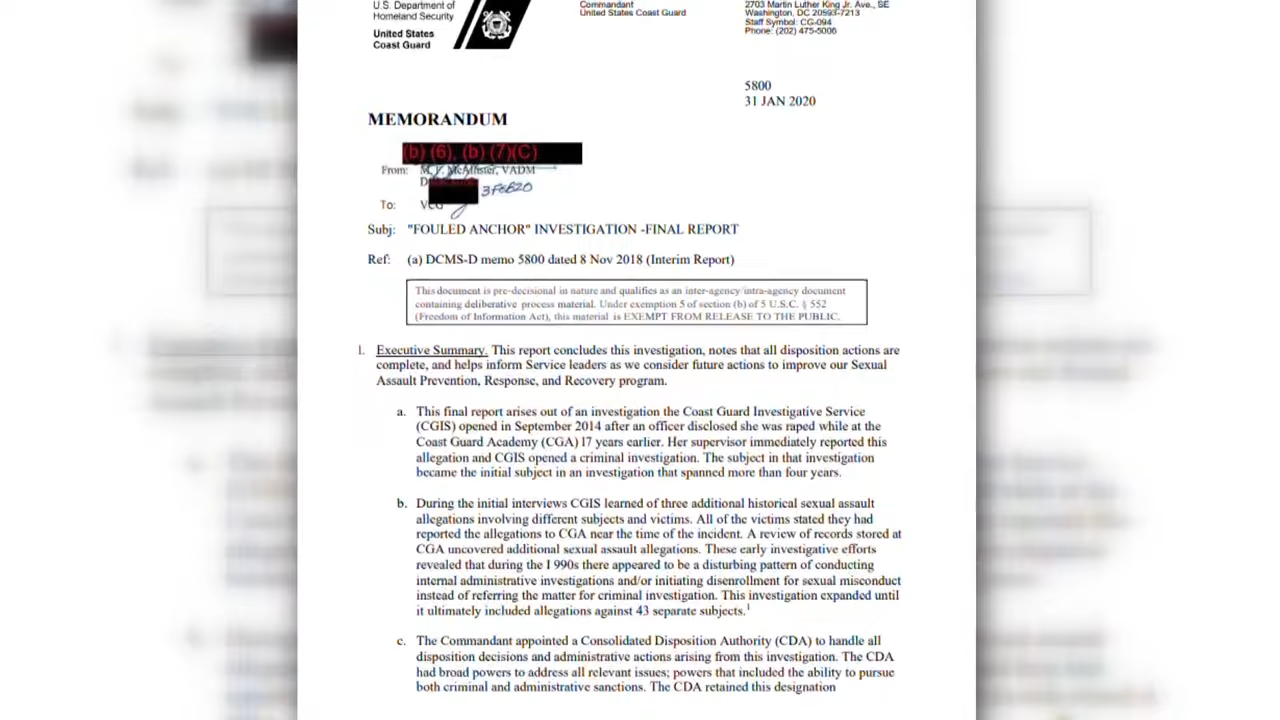 U.S. Department of
Homeland Security
United States
Coast Guard
Commandant
United States Coast Guard
2703 Martin Luther King Jr. Ave., SE
Washington, DC 20593-7213
Staff Symbol: CG-094
Phone: (202) 475-5006
5800
31 JAN 2020
MEMORANDUM
(b) (6), (b) (7)(C)
From: M. F. McAllister, VADM
3FEB20
To: VCG
Subj: "FOULED ANCHOR" INVESTIGATION -FINAL REPORT
Ref: (a) DCMS-D memo 5800 dated 8 Nov 2018 (Interim Report)
This document is pre-decisional in nature and qualifies as an inter-agency/intra-agency document
containing deliberative process material. Under exemption 5 of section (b) of 5 U.S.C. § 552
(Freedom of Information Act), this material is EXEMPT FROM RELEASE TO THE PUBLIC.
1. Executive Summary. This report concludes this investigation, notes that all disposition actions are
complete, and helps inform Service leaders as we consider future actions to improve our Sexual
Assault Prevention, Response, and Recovery program.
a. This final report arises out of an investigation the Coast Guard Investigative Service
(CGIS) opened in September 2014 after an officer disclosed she was raped while at the
Coast Guard Academy (CGA) 17 years earlier. Her supervisor immediately reported this
allegation and CGIS opened a criminal investigation. The subject in that investigation
became the initial subject in an investigation that spanned more than four years.
b. During the initial interviews CGIS learned of three additional historical sexual assault
allegations involving different subjects and victims. All of the victims stated they had
reported the allegations to CGA near the time of the incident. A review of records stored at
CGA uncovered additional sexual assault allegations. These early investigative efforts
revealed that during the 1990s there appeared to be a disturbing pattern of conducting
internal administrative investigations and/or initiating disenrollment for sexual misconduct
instead of referring the matter for criminal investigation. This investigation expanded until
it ultimately included allegations against 43 separate subjects.1
c. The Commandant appointed a Consolidated Disposition Authority (CDA) to handle all
disposition decisions and administrative actions arising from this investigation. The CDA
had broad powers to address all relevant issues; powers that included the ability to pursue
both criminal and administrative sanctions. The CDA retained this designation